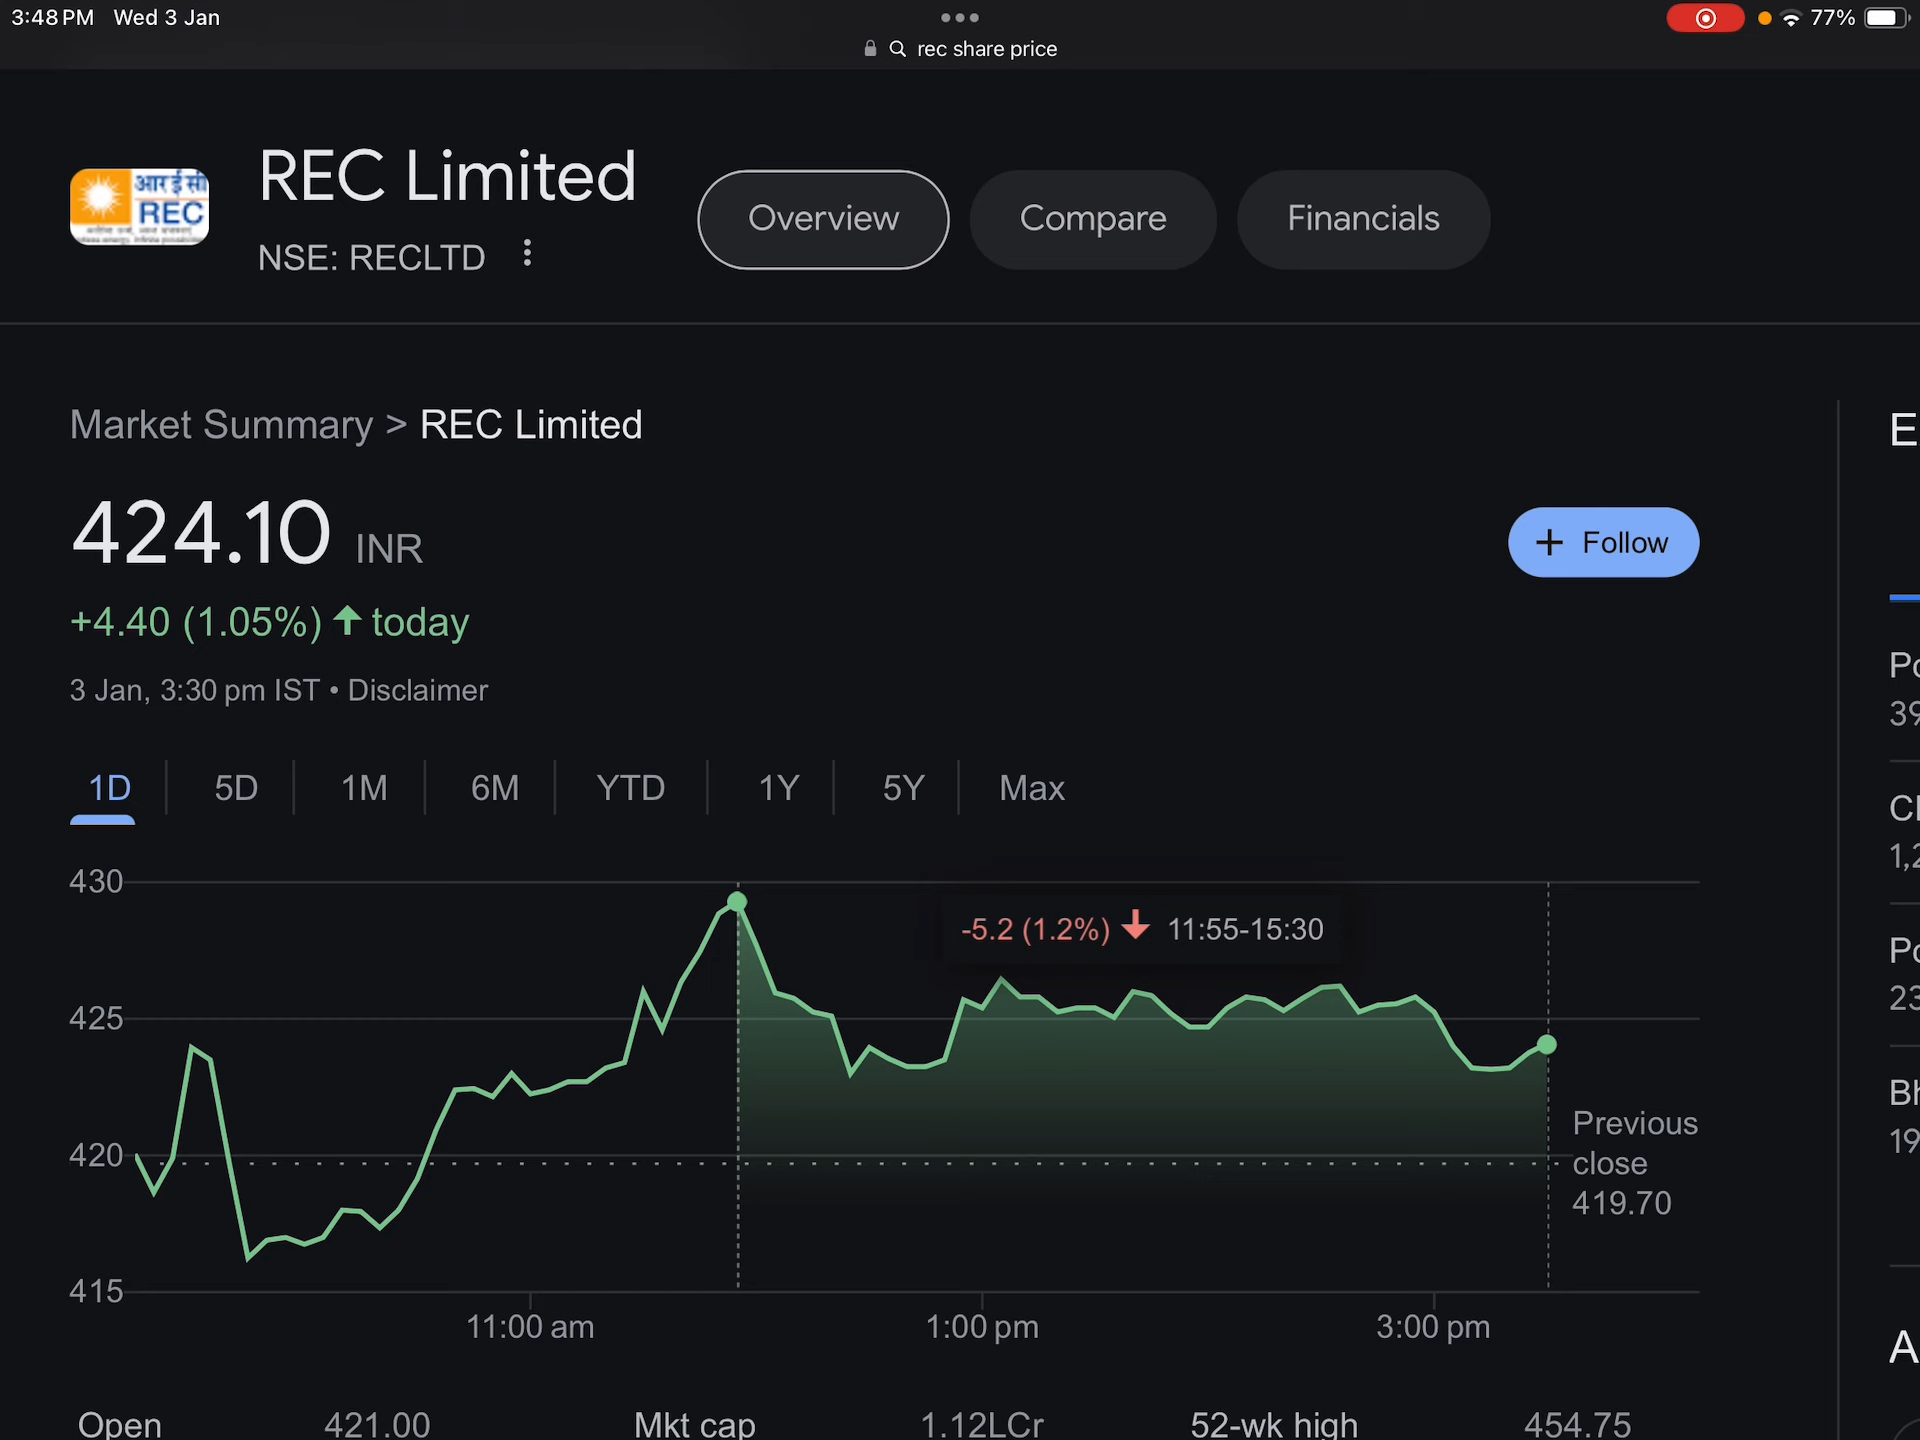 3:48 PM Wed 3 Jan
77%
rec share price
आर ई सी
REC
REC Limited
NSE: RECLTD
Overview
Compare
Financials
Market Summary > REC Limited
424.10 INR
+4.40 (1.05%) today
3 Jan, 3:30 pm IST • Disclaimer
+ Follow
1D 5D 1M 6M YTD 1Y 5Y Max
430
-5.2 (1.2%) 11:55-15:30
425
420
Previous
close
419.70
415
11:00 am 1:00 pm 3:00 pm
Open 421.00 Mkt cap 1.12LCr 52-wk high 454.75